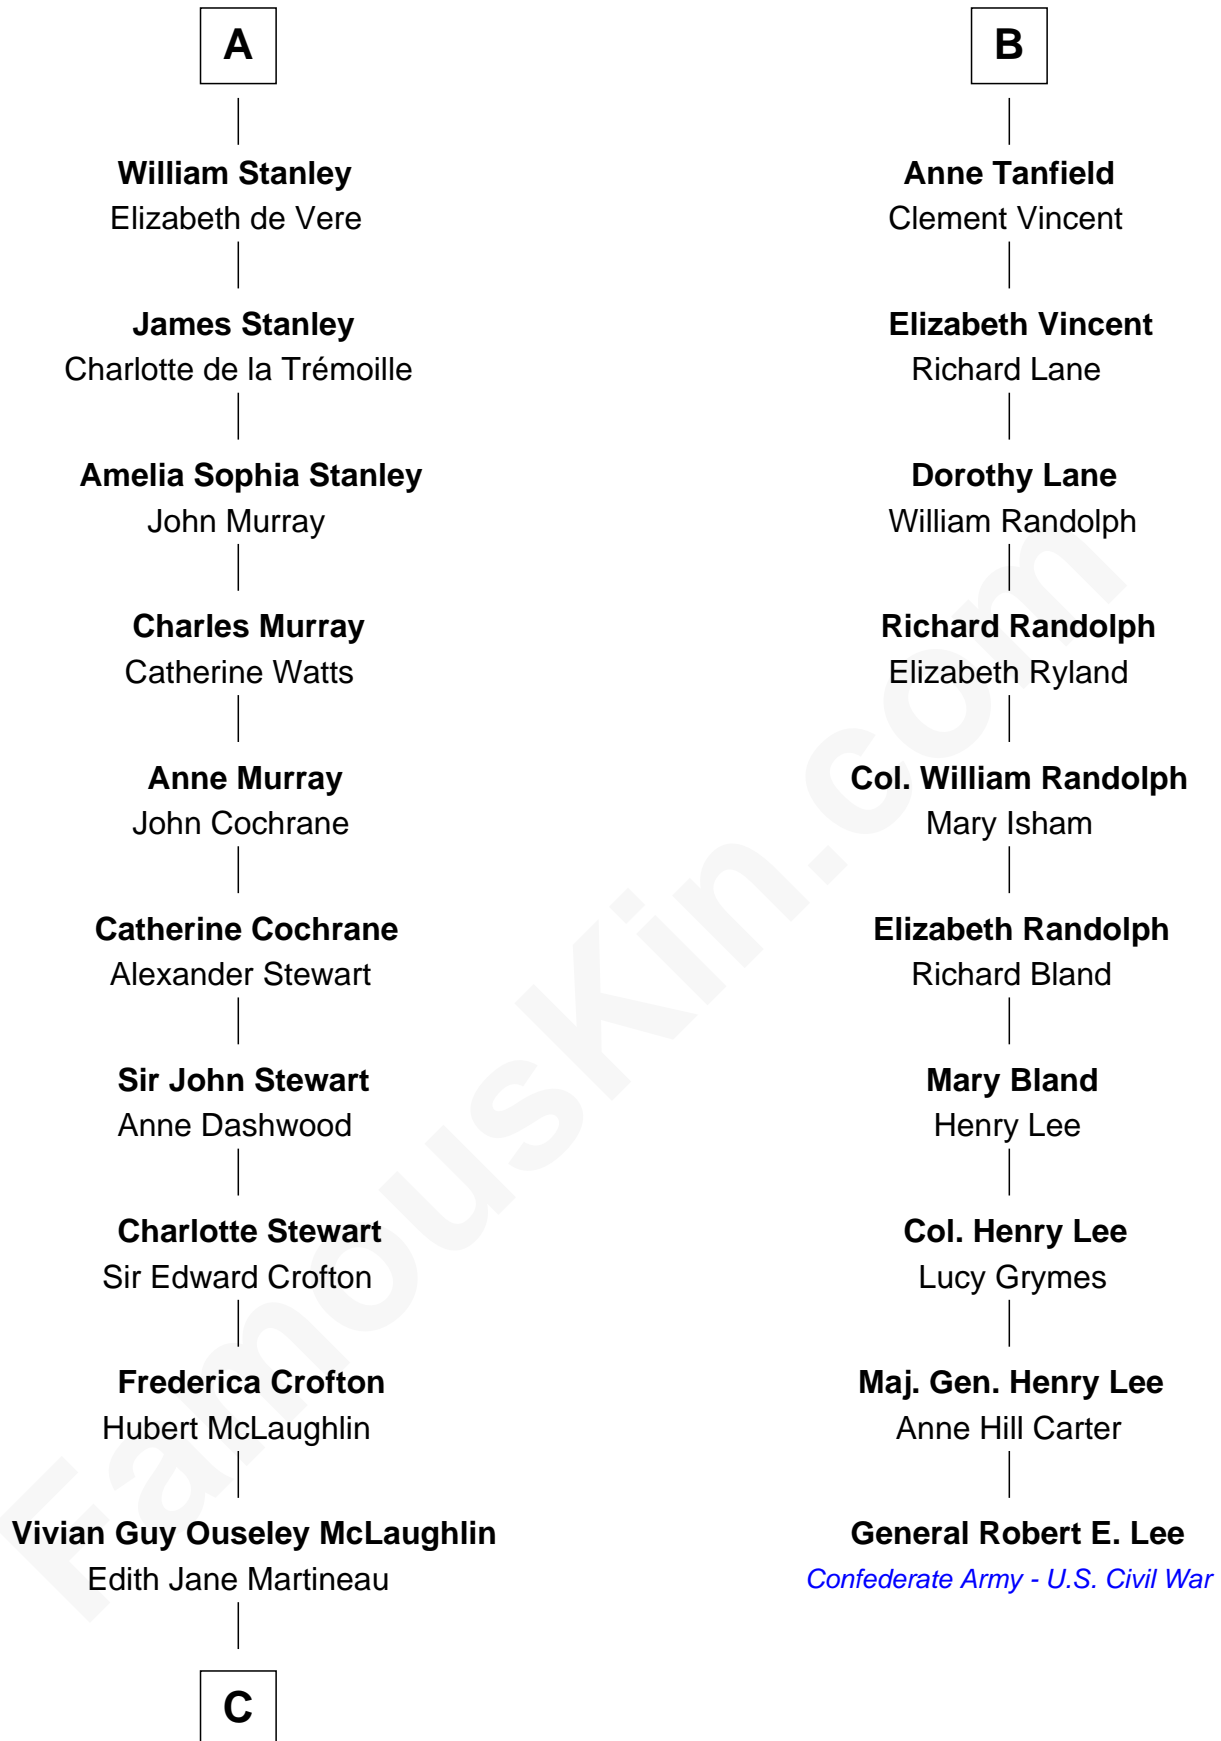 A
William Stanley
Elizabeth de Vere
James Stanley
Charlotte de la Trémoille
Amelia Sophia Stanley
John Murray
Charles Murray
Catherine Watts
Anne Murray
John Cochrane
Catherine Cochrane
Alexander Stewart
Sir John Stewart
Anne Dashwood
Charlotte Stewart
Sir Edward Crofton
Frederica Crofton
Hubert McLaughlin
Vivian Guy Ouseley McLaughlin
Edith Jane Martineau
C
B
Anne Tanfield
Clement Vincent
Elizabeth Vincent
Richard Lane
Dorothy Lane
William Randolph
Richard Randolph
Elizabeth Ryland
Col. William Randolph
Mary Isham
Elizabeth Randolph
Richard Bland
Mary Bland
Henry Lee
Col. Henry Lee
Lucy Grymes
Maj. Gen. Henry Lee
Anne Hill Carter
General Robert E. Lee
Confederate Army - U.S. Civil War
FamousKin.com